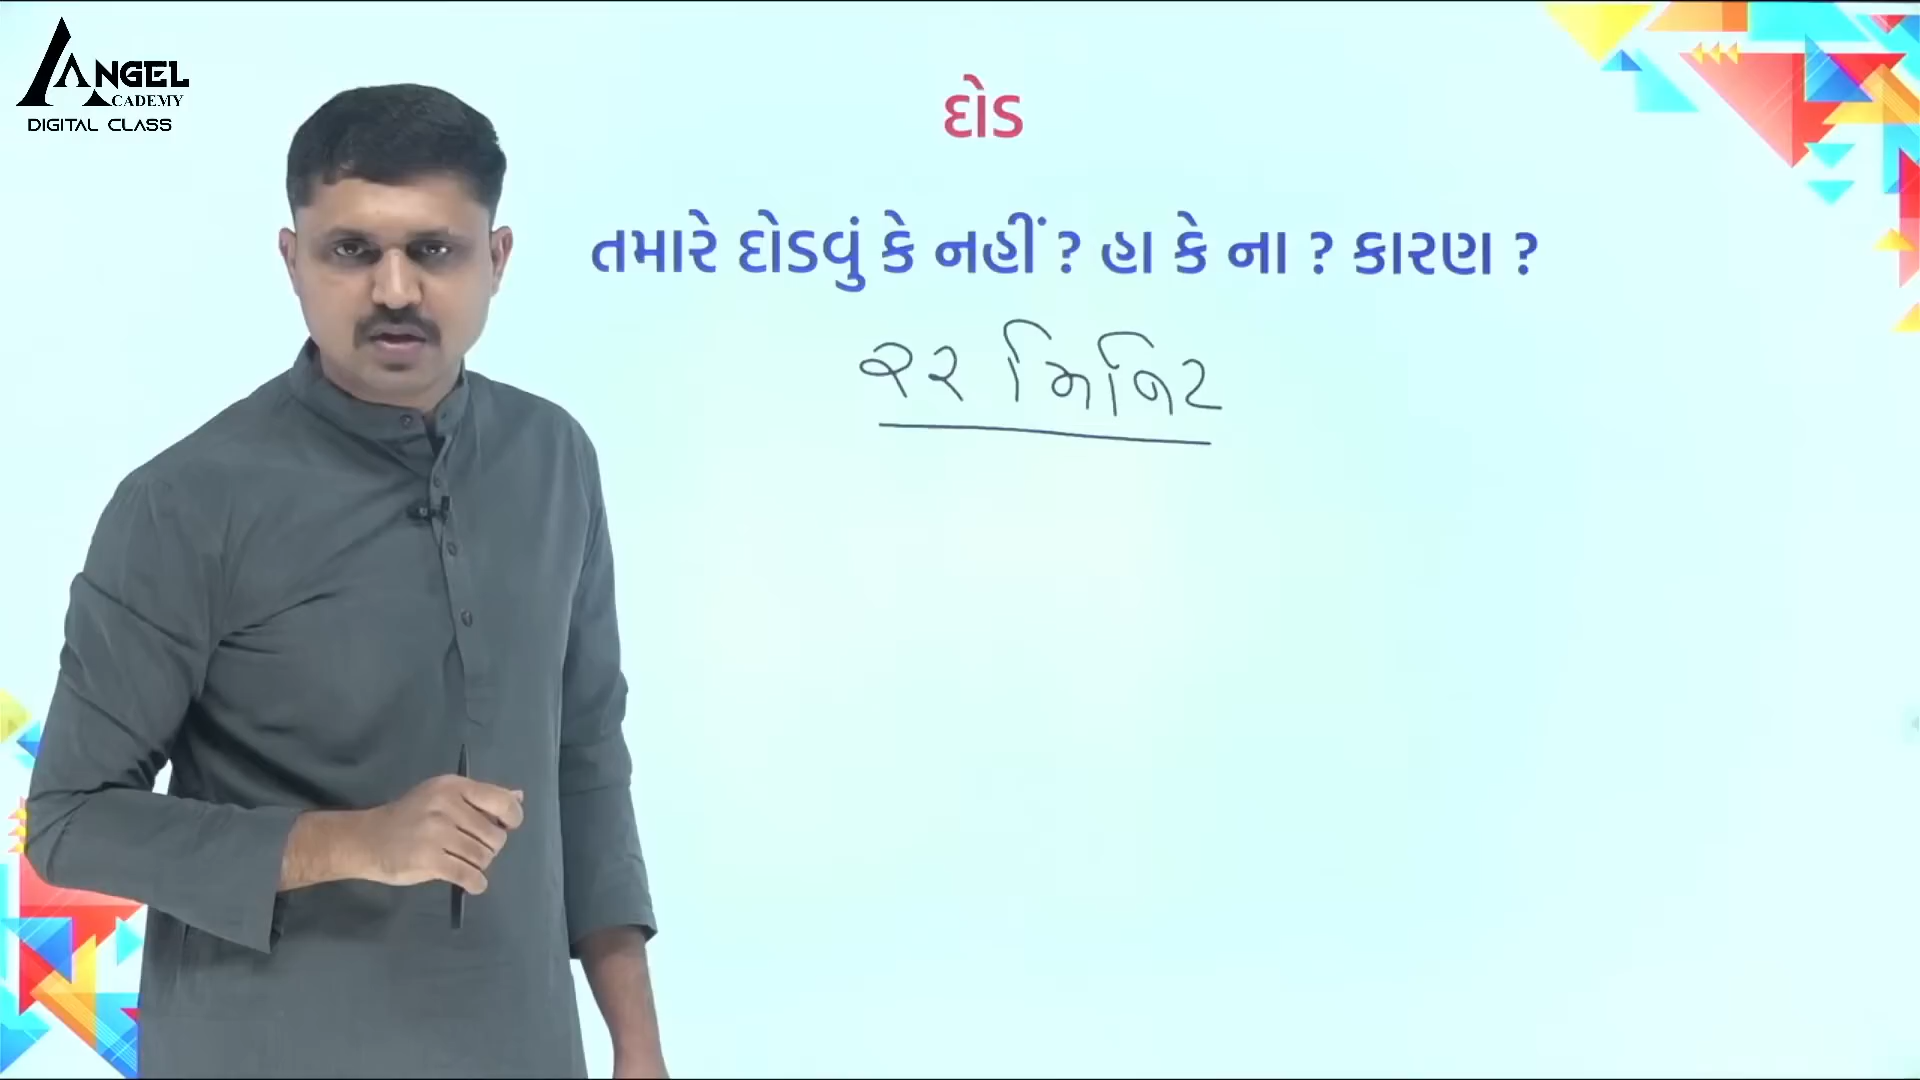 ANGEL
ACADEMY
DIGITAL CLASS
દોડ
તમારે દોડવું કે નહીં ? હા કે ના ? કારણ ?
૨૨ મિનિટ